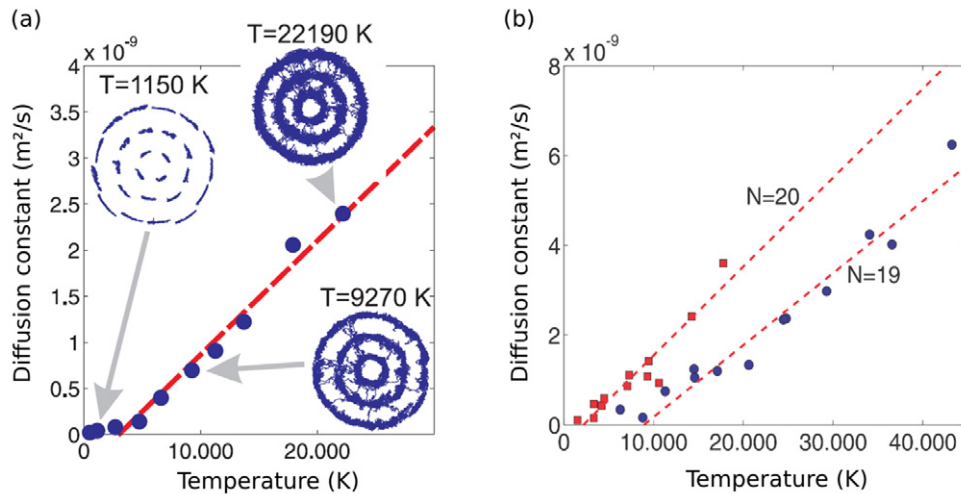 (a)
x 10⁻⁹
T=22190 K
T=1150 K
T=9270 K
4
3.5
3
2.5
2
1.5
1
0.5
0
0
10.000
20.000
Diffusion constant (m²/s)
Temperature (K)
(b)
x 10⁻⁹
8
6
4
2
0
0
10.000
20.000
30.000
40.000
N=20
N=19
Diffusion constant (m²/s)
Temperature (K)